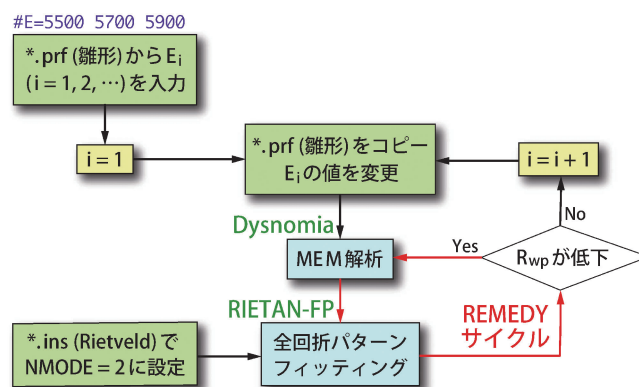 #E=5500 5700 5900
*.prf (雛形) から Ei
(i = 1, 2, …) を入力
i = 1
*.prf (雛形) をコピー
Ei の値を変更
i = i + 1
No
Dysnomia
Yes
Rwp が低下
MEM 解析
RIETAN-FP
REMEDY
サイクル
*.ins (Rietveld) で
NMODE = 2 に設定
全回折パターン
フィッティング